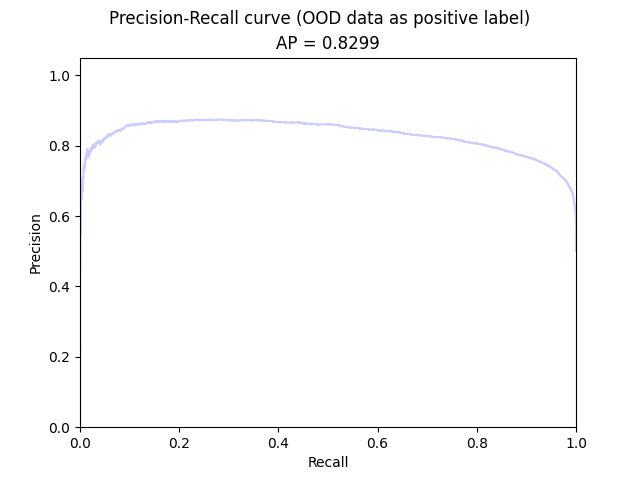 Precision-Recall curve (OOD data as positive label)
AP = 0.8299
1.0
0.8
0.6
0.4
0.2
0.0
Precision
0.0 0.2 0.4 0.6 0.8 1.0
Recall